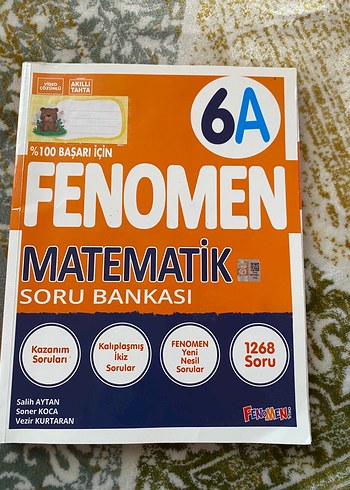 VİDEO
ÇÖZÜMLÜ
AKILLI
TAHTA
6A
%100 BAŞARI İÇİN
FENOMEN
MATEMATİK
SORU BANKASI
Kazanım
Soruları
Kalıplaşmış
İkiz
Sorular
FENOMEN
Yeni
Nesil
Sorular
1268
Soru
Salih AYTAN
Soner KOCA
Vezir KURTARAN
FENOMEN